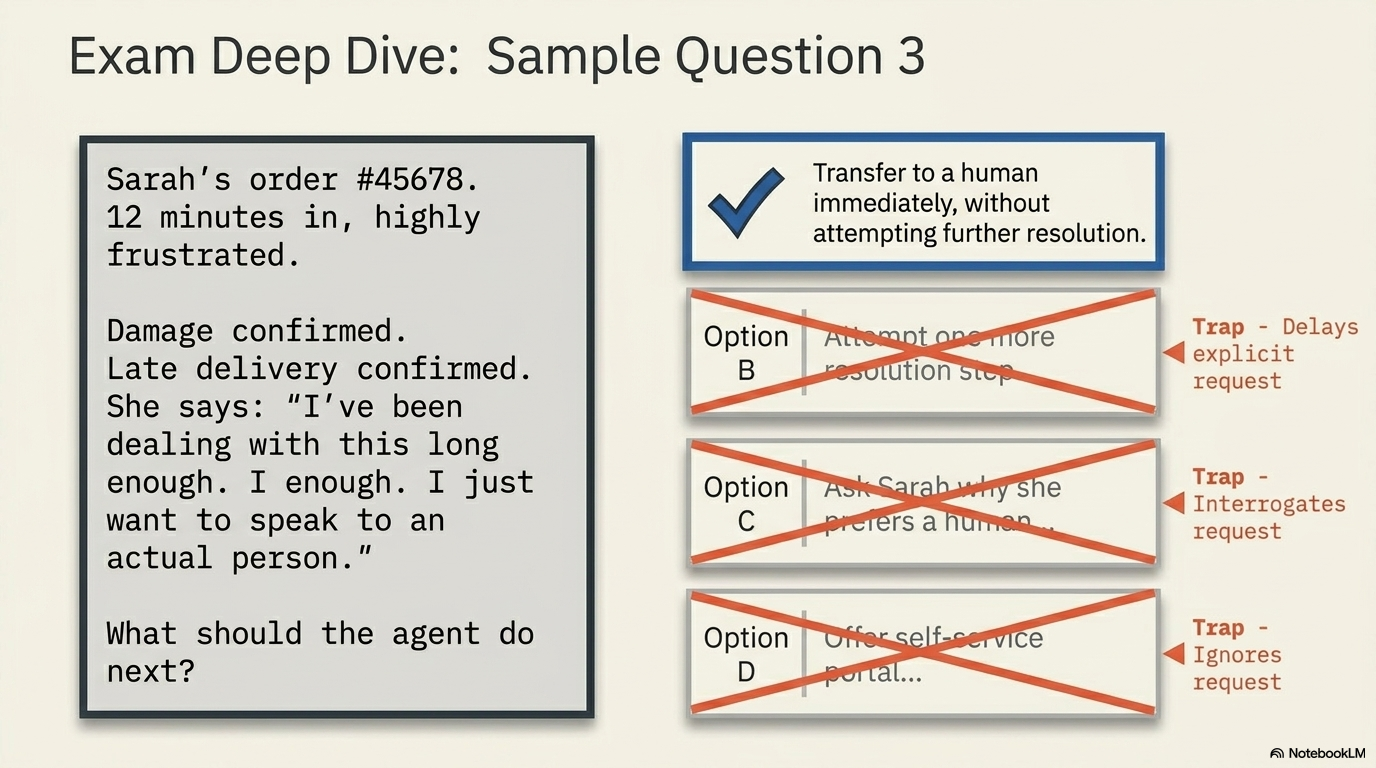 Exam Deep Dive:  Sample Question 3
Sarah’s order #45678.
12 minutes in, highly
frustrated.
Damage confirmed.
Late delivery confirmed.
She says: “I’ve been
dealing with this long
enough. I enough. I just
want to speak to an
actual person.”
What should the agent do
next?
Transfer to a human
immediately, without
attempting further resolution.
Option
B
Attempt one more
resolution step
Trap - Delays
explicit
request
Option
C
Ask Sarah why she
prefers a human...
Trap -
Interrogates
request
Option
D
Offer self-service
portal...
Trap -
Ignores
request
NotebookLM